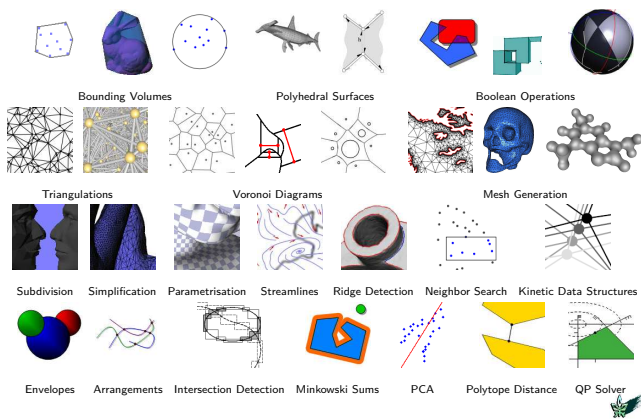 Bounding Volumes Polyhedral Surfaces Boolean Operations
Triangulations Voronoi Diagrams Mesh Generation
Subdivision Simplification Parametrisation Streamlines Ridge Detection Neighbor Search Kinetic Data Structures
Envelopes Arrangements Intersection Detection Minkowski Sums PCA Polytope Distance QP Solver